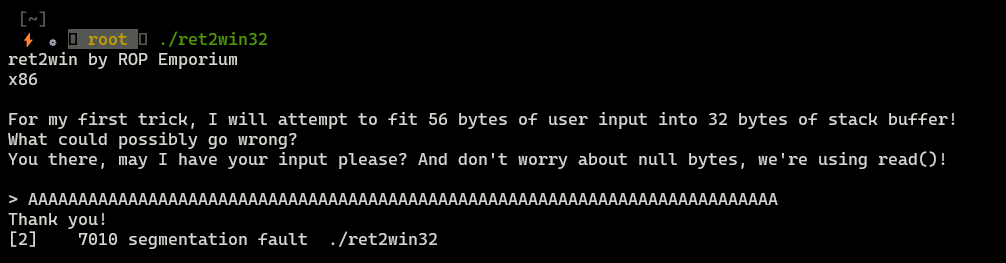 [~]
root ./ret2win32
ret2win by ROP Emporium
x86
For my first trick, I will attempt to fit 56 bytes of user input into 32 bytes of stack buffer!
What could possibly go wrong?
You there, may I have your input please? And don't worry about null bytes, we're using read()!
> AAAAAAAAAAAAAAAAAAAAAAAAAAAAAAAAAAAAAAAAAAAAAAAAAAAAAAAAAAAAAAAAAAAAAAAAAAA
Thank you!
[2]    7010 segmentation fault  ./ret2win32